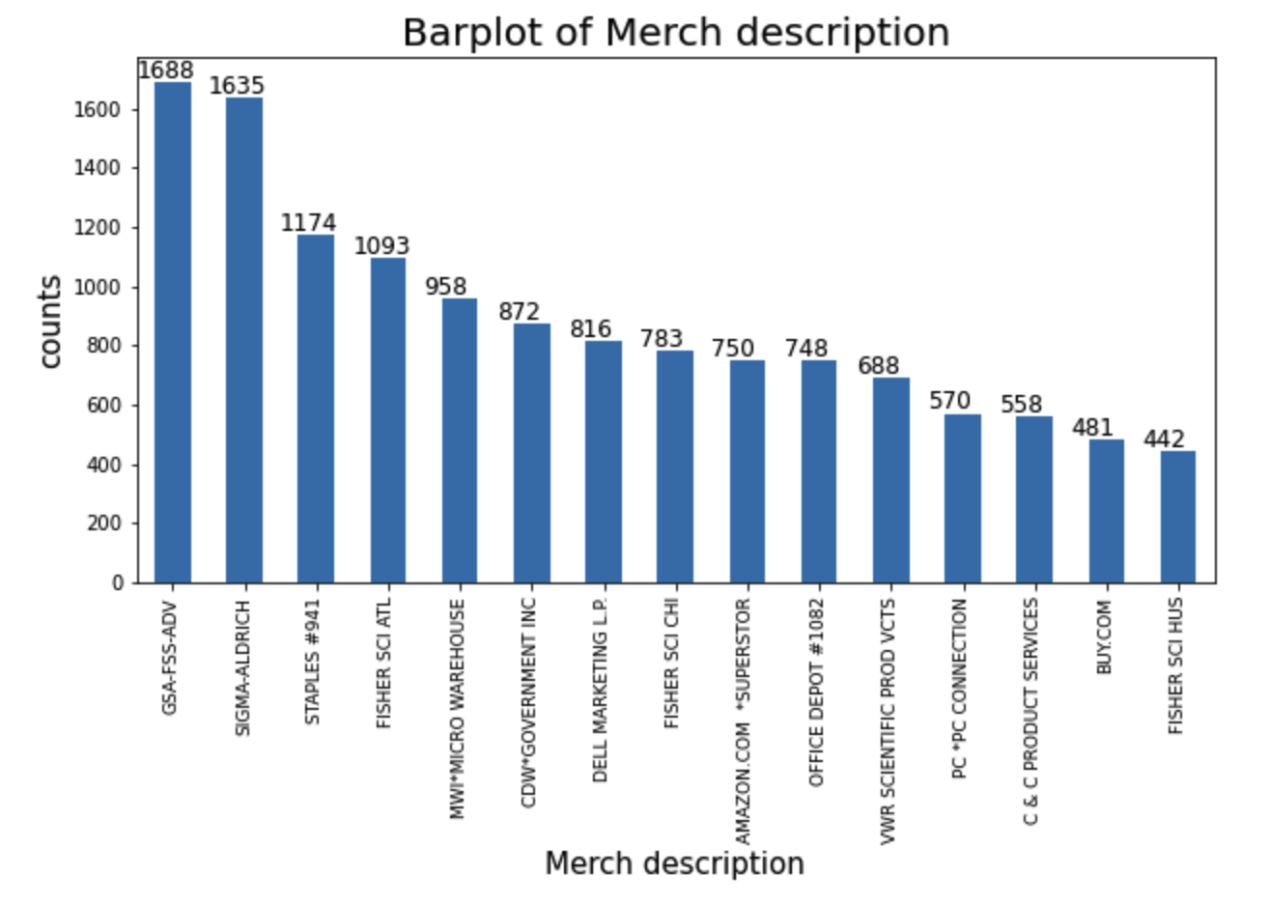 Barplot of Merch description
1688
1635
1174
1093
958
872
816
783
750
748
688
570
558
481
442
1600
1400
1200
1000
800
600
400
200
0
counts
GSA-FSS-ADV
SIGMA-ALDRICH
STAPLES #941
FISHER SCI ATL
MWI*MICRO WAREHOUSE
CDW*GOVERNMENT INC
DELL MARKETING L.P.
FISHER SCI CHI
AMAZON.COM *SUPERSTOR
OFFICE DEPOT #1082
VWR SCIENTIFIC PROD VCTS
PC *PC CONNECTION
C & C PRODUCT SERVICES
BUY.COM
FISHER SCI HUS
Merch description